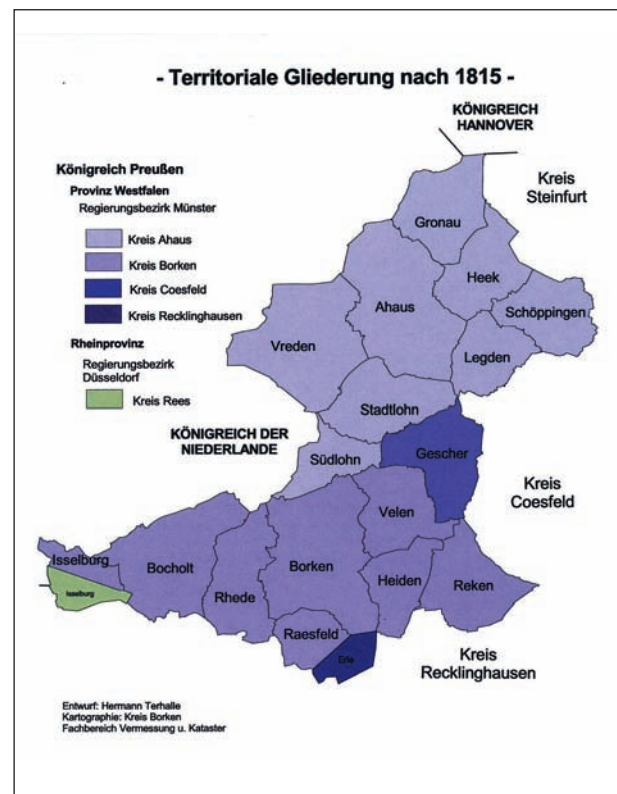 - Territoriale Gliederung nach 1815 -
KÖNIGREICH
HANNOVER
Königreich Preußen
Provinz Westfalen
Regierungsbezirk Münster
Kreis Ahaus
Kreis Borken
Kreis Coesfeld
Kreis Recklinghausen
Rheinprovinz
Regierungsbezirk
Düsseldorf
Kreis Rees
Kreis
Steinfurt
Gronau
Heek
Ahaus
Schöppingen
Vreden
Legden
Stadtlohn
KÖNIGREICH DER
NIEDERLANDE
Südlohn
Gescher
Kreis
Coesfeld
Velen
Isselburg
Isselburg
Bocholt
Rhede
Borken
Heiden
Reken
Raesfeld
Erle
Kreis
Recklinghausen
Entwurf: Hermann Terhalle
Kartographie: Kreis Borken
Fachbereich Vermessung u. Kataster